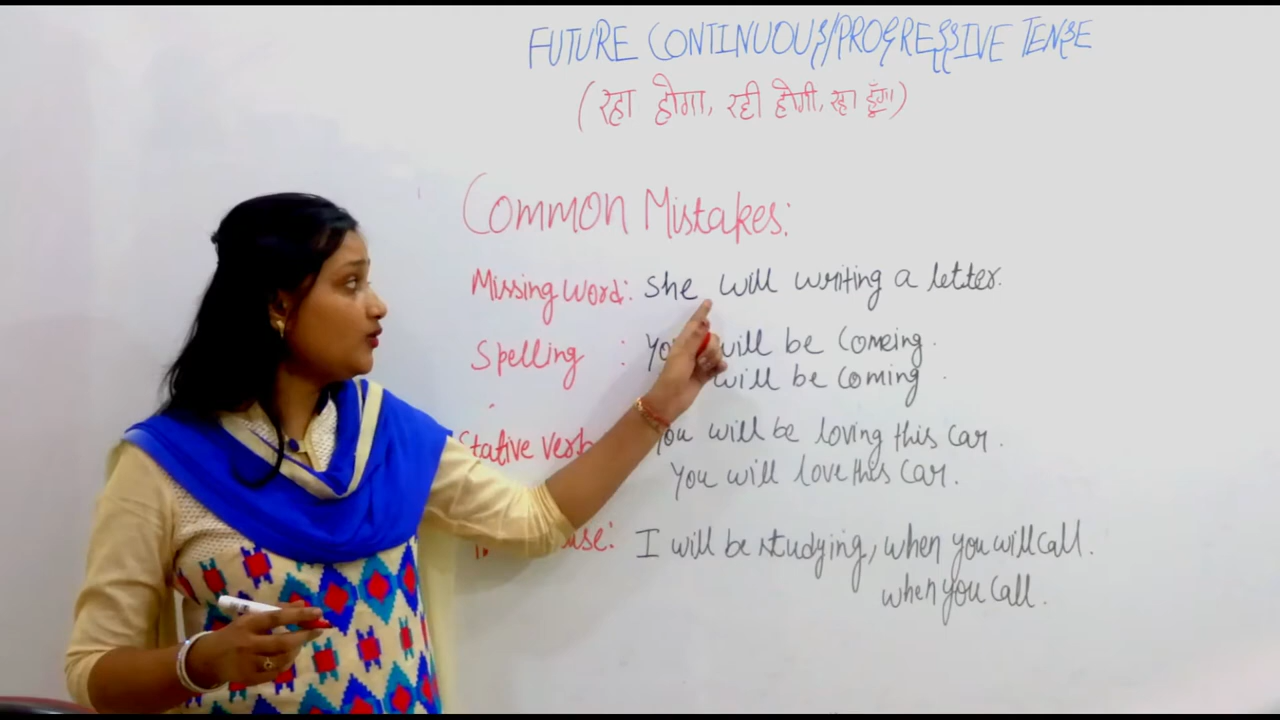 FUTURE CONTINUOUS/PROGRESSIVE TENSE
(रहा होगा, रही होगी, रहा हूँगा)
Common Mistakes:
Missing word: She will writing a letter.
Spelling : You will be Comeing.
will be Coming.
Stative verb You will be loving this Car.
You will love this Car.
I will be studying, when you will call.
when you Call.